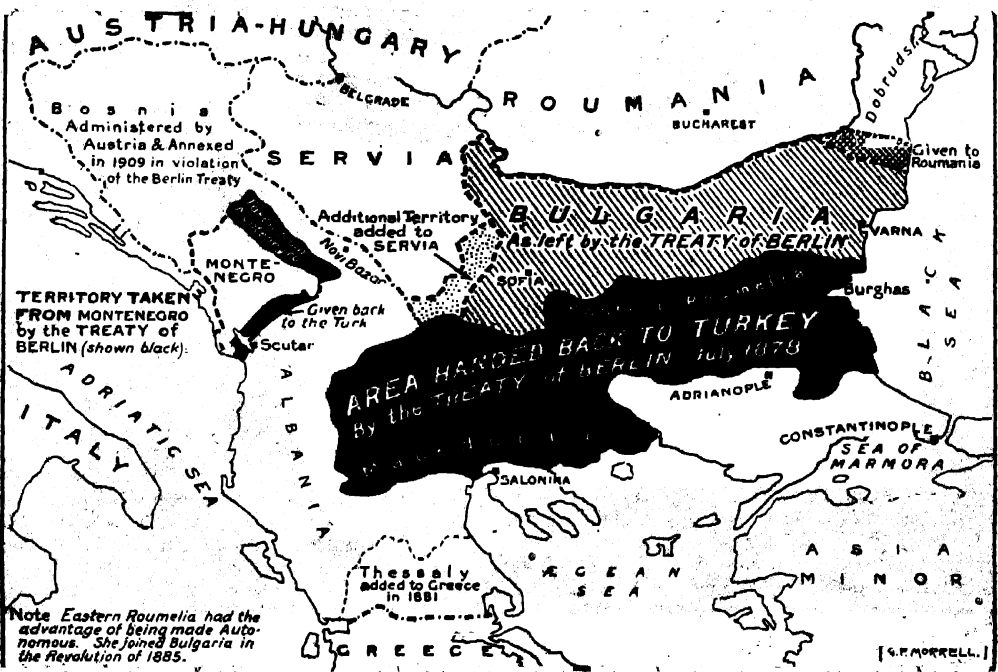 AUSTRIA-HUNGARY
Bosnia
Administered by
Austria & Annexed
in 1909 in violation
of the Berlin Treaty
BELGRADE
ROUMANIA
BUCHAREST
Dobrudsha
Given to
Roumania
SERVIA
Additional Territory
added to
SERVIA
Novi Bazar
BULGARIA
As left by the TREATY of BERLIN
VARNA
SOFIA
Burghas
BLACK
SEA
MONTE-
NEGRO
Given back
to the Turk
Scutari
TERRITORY TAKEN
FROM MONTENEGRO
by the TREATY of
BERLIN (shown black).
AREA HANDED BACK TO TURKEY
By the TREATY of BERLIN July 1878
ADRIANOPLE
CONSTANTINOPLE
SEA OF
MARMORA
ADRIATIC SEA
ITALY
ALBANIA
SALONIKA
Thessaly
added to Greece
in 1881
ÆGEAN
SEA
ASIA
MINOR
GREECE
Note Eastern Roumelia had the
advantage of being made Auto-
nomous. She joined Bulgaria in
the Revolution of 1885.
[G.F. MORRELL.]